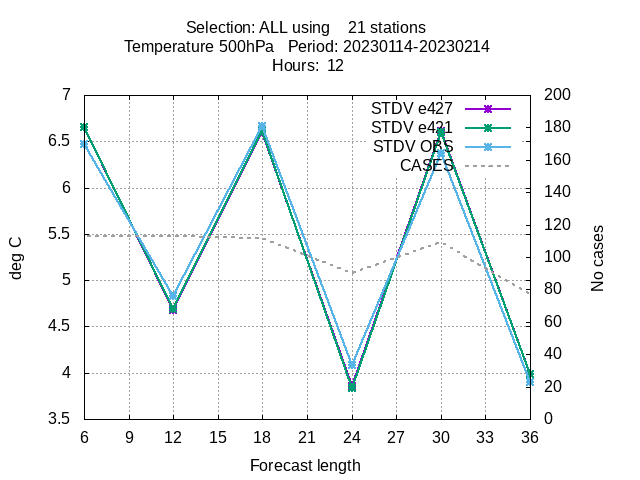 Selection: ALL using 21 stations
Temperature 500hPa Period: 20230114-20230214
Hours: 12
STDV e427
STDV e431
STDV OBS
CASES
7
6.5
6
5.5
5
4.5
4
3.5
200
180
160
140
120
100
80
60
40
20
0
deg C
No cases
6 9 12 15 18 21 24 27 30 33 36
Forecast length